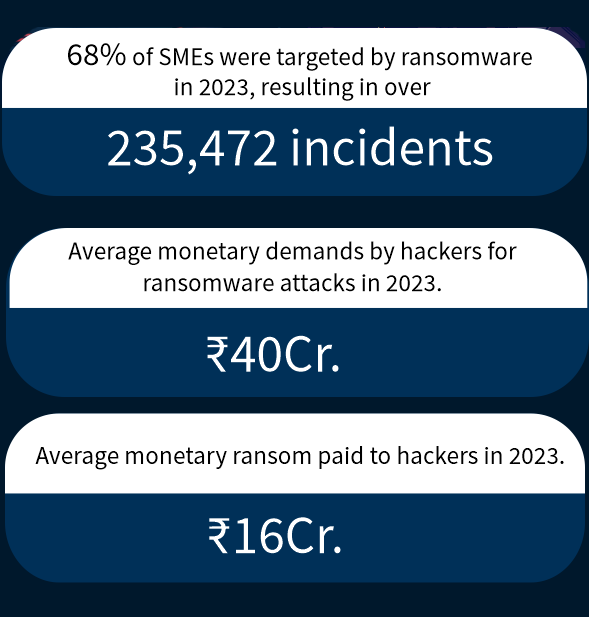 68% of SMEs were targeted by ransomware
in 2023, resulting in over
235,472 incidents
Average monetary demands by hackers for
ransomware attacks in 2023.
₹40Cr.
Average monetary ransom paid to hackers in 2023.
₹16Cr.